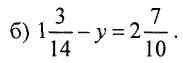 б) 1 3/14 − y = 2 7/10.